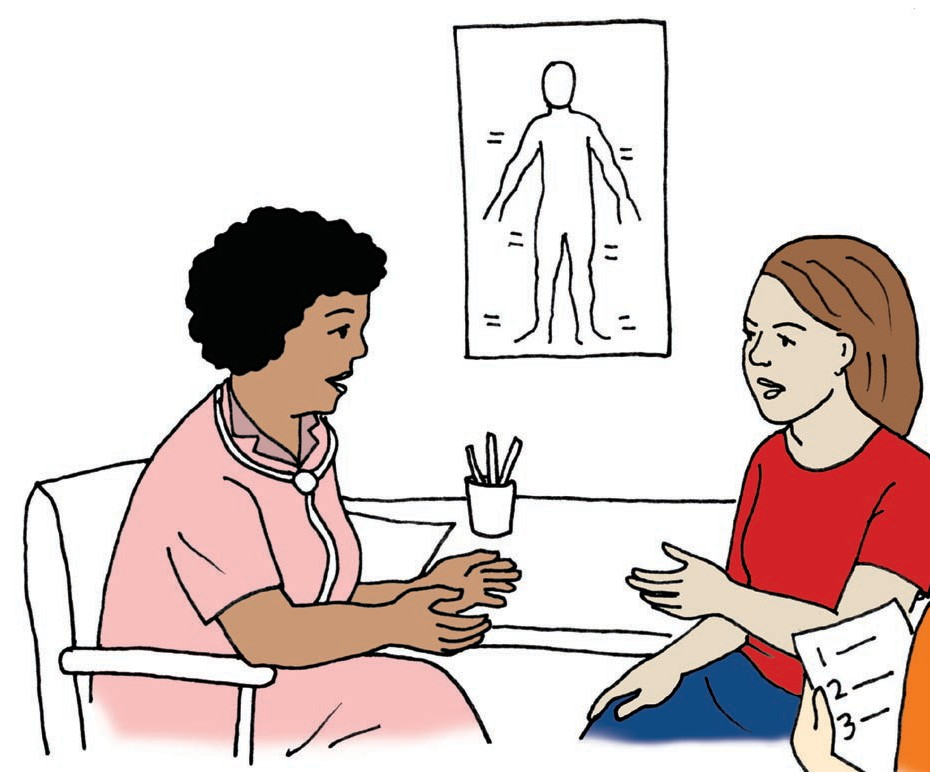 1 —
2 —
3 —